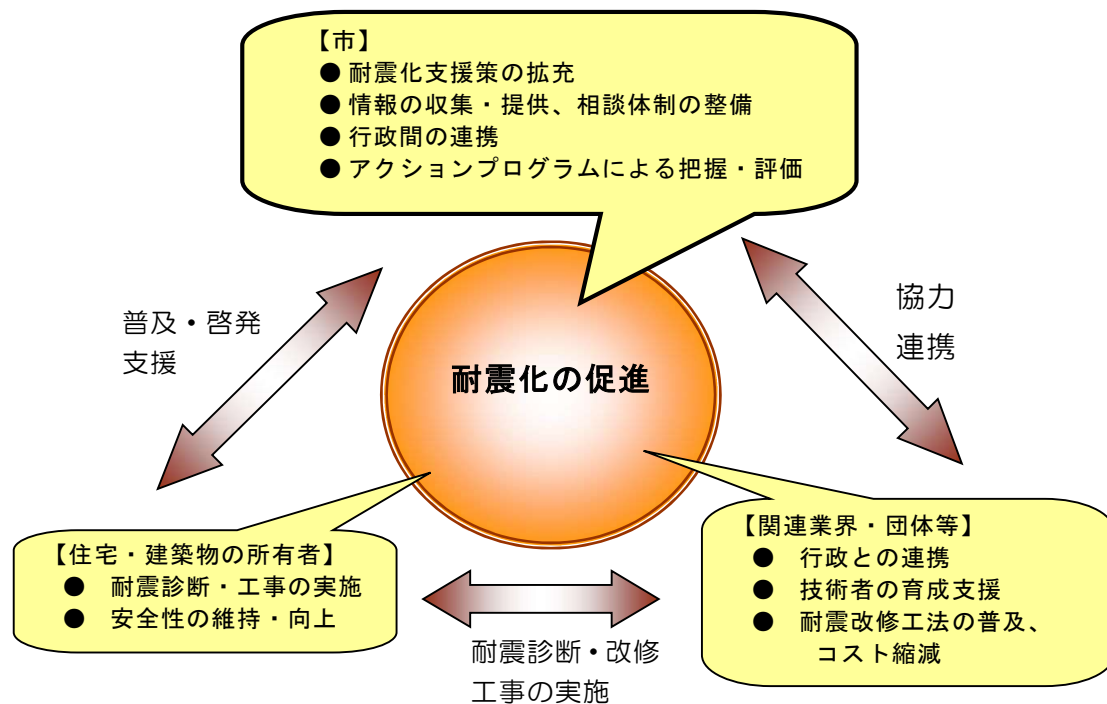 【市】
● 耐震化支援策の拡充
● 情報の収集・提供、相談体制の整備
● 行政間の連携
● アクションプログラムによる把握・評価
普及・啓発
支援
協力
連携
耐震化の促進
【住宅・建築物の所有者】
● 耐震診断・工事の実施
● 安全性の維持・向上
【関連業界・団体等】
● 行政との連携
● 技術者の育成支援
● 耐震改修工法の普及、
コスト縮減
耐震診断・改修
工事の実施